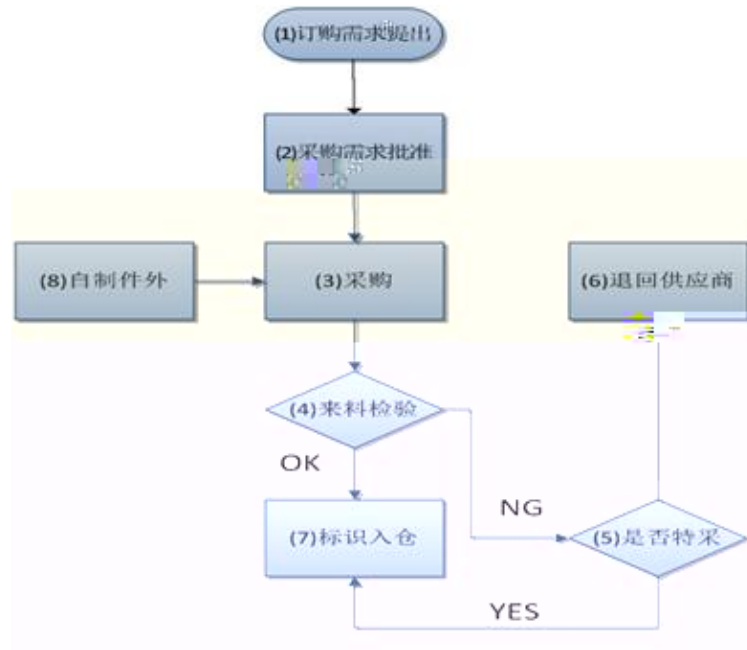 (1)订购需求提出
(2)采购需求批准
(8)自制件外
(3)采购
(6)退回供应商
(4)来料检验
OK
NG
(7)标识入仓
(5)是否特采
YES